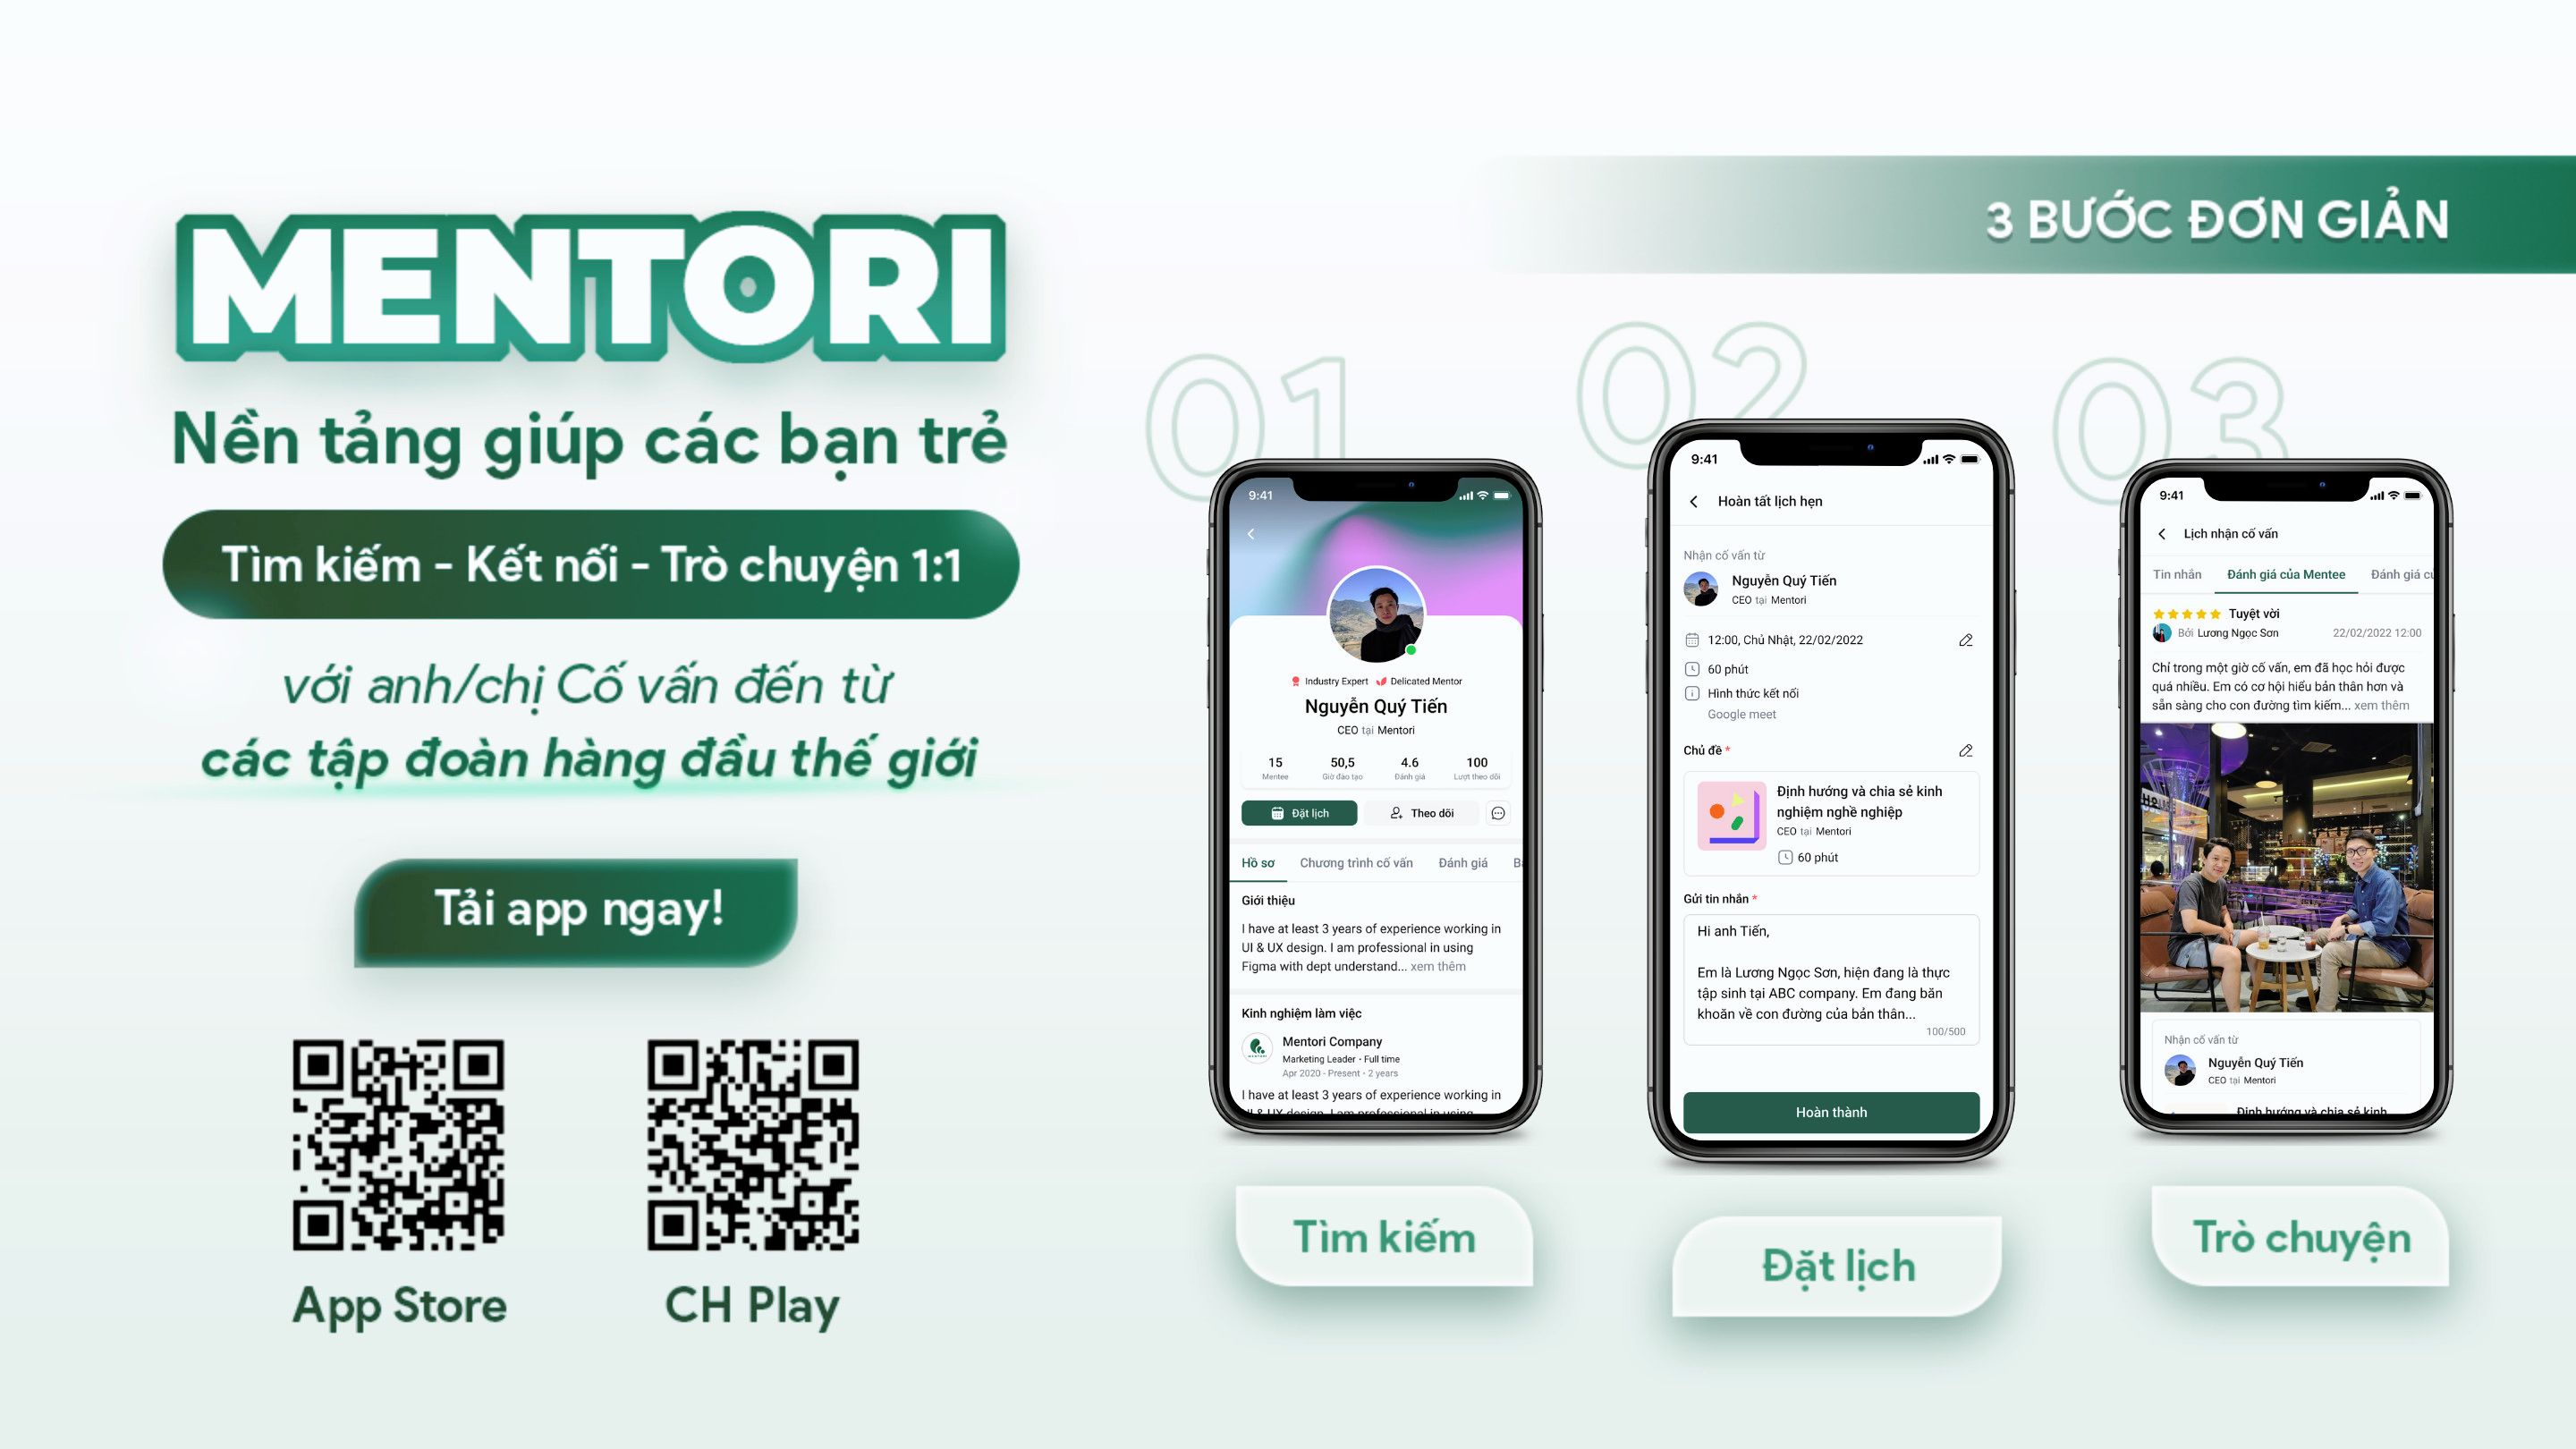 MENTORI
Nền tảng giúp các bạn trẻ
Tìm kiếm - Kết nối - Trò chuyện 1:1
với anh/chị Cố vấn đến từ
các tập đoàn hàng đầu thế giới
Tải app ngay!
App Store
CH Play
3 BƯỚC ĐƠN GIẢN
01
9:41
Industry Expert
Delicated Mentor
Nguyễn Quý Tiến
CEO tại Mentori
15 50,5 4.6 100
Mentee Giờ đào tạo Đánh giá Lượt theo dõi
Đặt lịch
Theo dõi
Hồ sơ Chương trình cố vấn Đánh giá
Giới thiệu
I have at least 3 years of experience working in
UI & UX design. I am professional in using
Figma with dept understand... xem thêm
Kinh nghiệm làm việc
Mentori Company
Marketing Leader - Full time
Apr 2020 - Present - 2 years
I have at least 3 years of experience working in
UI & UX design. I am professional in using
Tìm kiếm
02
9:41
Hoàn tất lịch hẹn
Nhận cố vấn từ
Nguyễn Quý Tiến
CEO tại Mentori
12:00, Chủ Nhật, 22/02/2022
60 phút
Hình thức kết nối
Google meet
Chủ đề *
Định hướng và chia sẻ kinh
nghiệm nghề nghiệp
CEO tại Mentori
60 phút
Gửi tin nhắn *
Hi anh Tiến,
Em là Lương Ngọc Sơn, hiện đang là thực
tập sinh tại ABC company. Em đang băn
khoăn về con đường của bản thân...
100/500
Hoàn thành
Đặt lịch
03
9:41
Lịch nhận cố vấn
Tin nhắn Đánh giá của Mentee Đánh giá
Tuyệt vời
Bởi Lương Ngọc Sơn 22/02/2022 12:00
Chỉ trong một giờ cố vấn, em đã học hỏi được
quá nhiều. Em có cơ hội hiểu bản thân hơn và
sẵn sàng cho con đường tìm kiếm... xem thêm
Nhận cố vấn từ
Nguyễn Quý Tiến
CEO tại Mentori
Định hướng và chia sẻ kinh
Trò chuyện